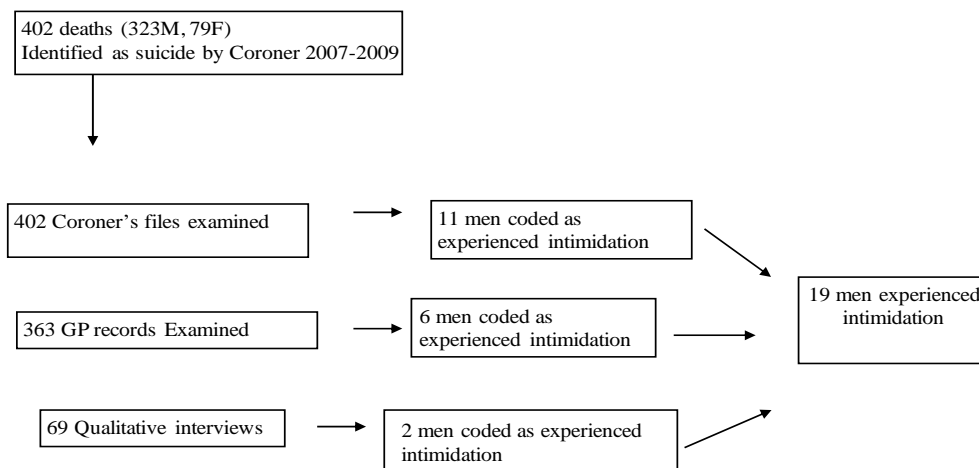 402 deaths (323M, 79F)
Identified as suicide by Coroner 2007-2009
402 Coroner's files examined
11 men coded as
experienced intimidation
363 GP records Examined
6 men coded as
experienced intimidation
19 men experienced
intimidation
69 Qualitative interviews
2 men coded as experienced
intimidation